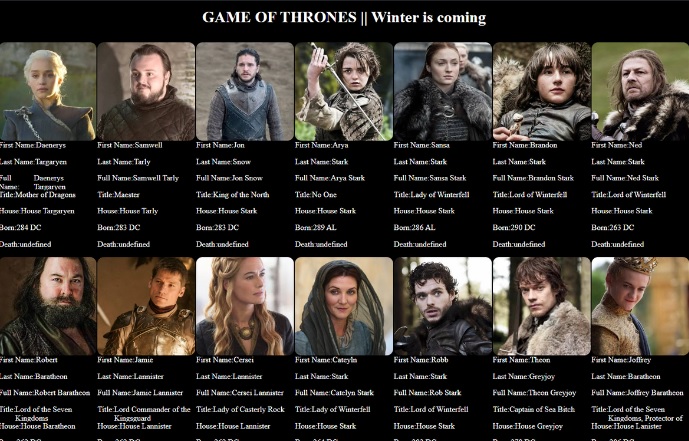 GAME OF THRONES || Winter is coming
First Name:Daenerys
Last Name:Targaryen
Full Name: Daenerys Targaryen
Title:Mother of Dragons
House:House Targaryen
Born:284 DC
Death:undefined
First Name:Samwell
Last Name:Tarly
Full Name:Samwell Tarly
Title:Maester
House:House Tarly
Born:283 DC
Death:undefined
First Name:Jon
Last Name:Snow
Full Name:Jon Snow
Title:King of the North
House:House Stark
Born:283 DC
Death:undefined
First Name:Arya
Last Name:Stark
Full Name:Arya Stark
Title:No One
House:House Stark
Born:289 AL
Death:undefined
First Name:Sansa
Last Name:Stark
Full Name:Sansa Stark
Title:Lady of Winterfell
House:House Stark
Born:286 AL
Death:undefined
First Name:Brandon
Last Name:Stark
Full Name:Brandon Stark
Title:Lord of Winterfell
House:House Stark
Born:290 DC
Death:undefined
First Name:Ned
Last Name:Stark
Full Name:Ned Stark
Title:Lord of Winterfell
House:House Stark
Born:263 DC
Death:undefined
First Name:Robert
Last Name:Baratheon
Full Name:Robert Baratheon
Title:Lord of the Seven
Kingdoms
House:House Baratheon
First Name:Jamie
Last Name:Lannister
Full Name:Jamie Lannister
Title:Lord Commander of the
Kingsguard
House:House Lannister
First Name:Cersei
Last Name:Lannister
Full Name:Cersei Lannister
Title:Lady of Casterly Rock
House:House Lannister
First Name:Cateyln
Last Name:Stark
Full Name:Catelyn Stark
Title:Lady of Winterfell
House:House Stark
First Name:Robb
Last Name:Stark
Full Name:Rob Stark
Title:Lord of Winterfell
House:House Stark
First Name:Theon
Last Name:Greyjoy
Full Name:Theon Greyjoy
Title:Captain of Sea Bitch
House:House Greyjoy
First Name:Joffrey
Last Name:Baratheon
Full Name:Joffrey Baratheon
Title:Lord of the Seven
Kingdoms, Protector of
House:House Lanister